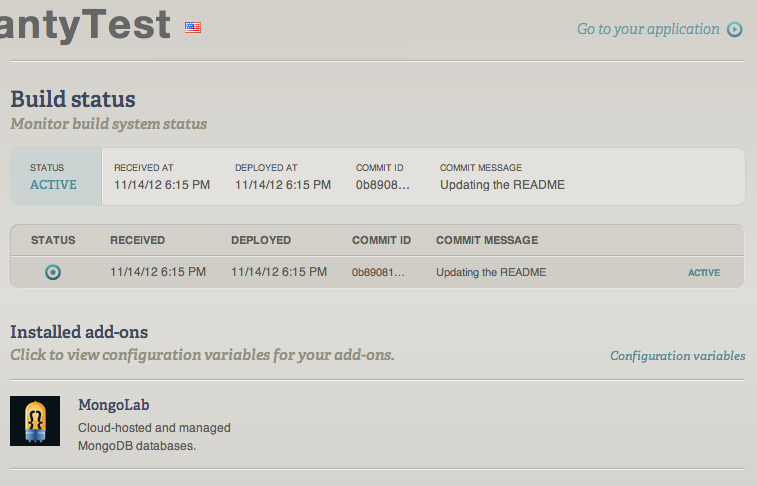 antyTest
Go to your application
Build status
Monitor build system status
STATUS RECEIVED AT DEPLOYED AT COMMIT ID COMMIT MESSAGE
ACTIVE 11/14/12 6:15 PM 11/14/12 6:15 PM 0b8908... Updating the README
STATUS RECEIVED DEPLOYED COMMIT ID COMMIT MESSAGE
11/14/12 6:15 PM 11/14/12 6:15 PM 0b89081... Updating the README ACTIVE
Installed add-ons
Click to view configuration variables for your add-ons. Configuration variables
MongoLab
Cloud-hosted and managed
MongoDB databases.